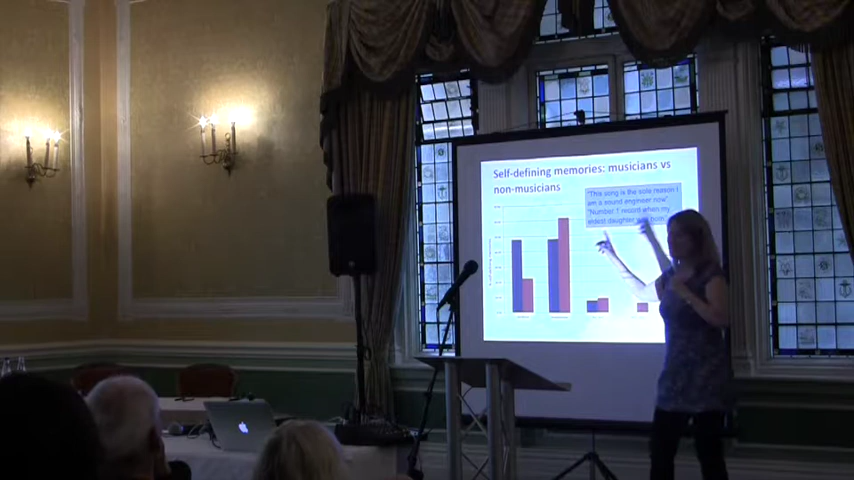 Self-defining memories: musicians vs
non-musicians
"This song is the sole reason I
am a sound engineer now"
"Number 1 record when my
eldest daughter was born"